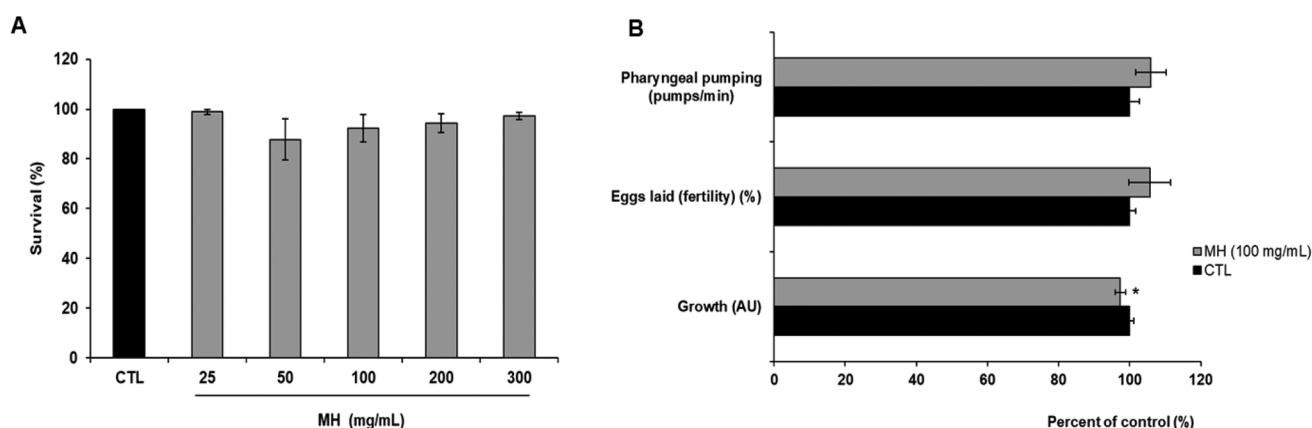 A
120
100
80
60
40
20
0
Survival (%)
CTL 25 50 100 200 300
MH (mg/mL)
B
Pharyngeal pumping
(pumps/min)
Eggs laid (fertility) (%)
Growth (AU)
*
MH (100 mg/mL)
CTL
0 20 40 60 80 100 120
Percent of control (%)